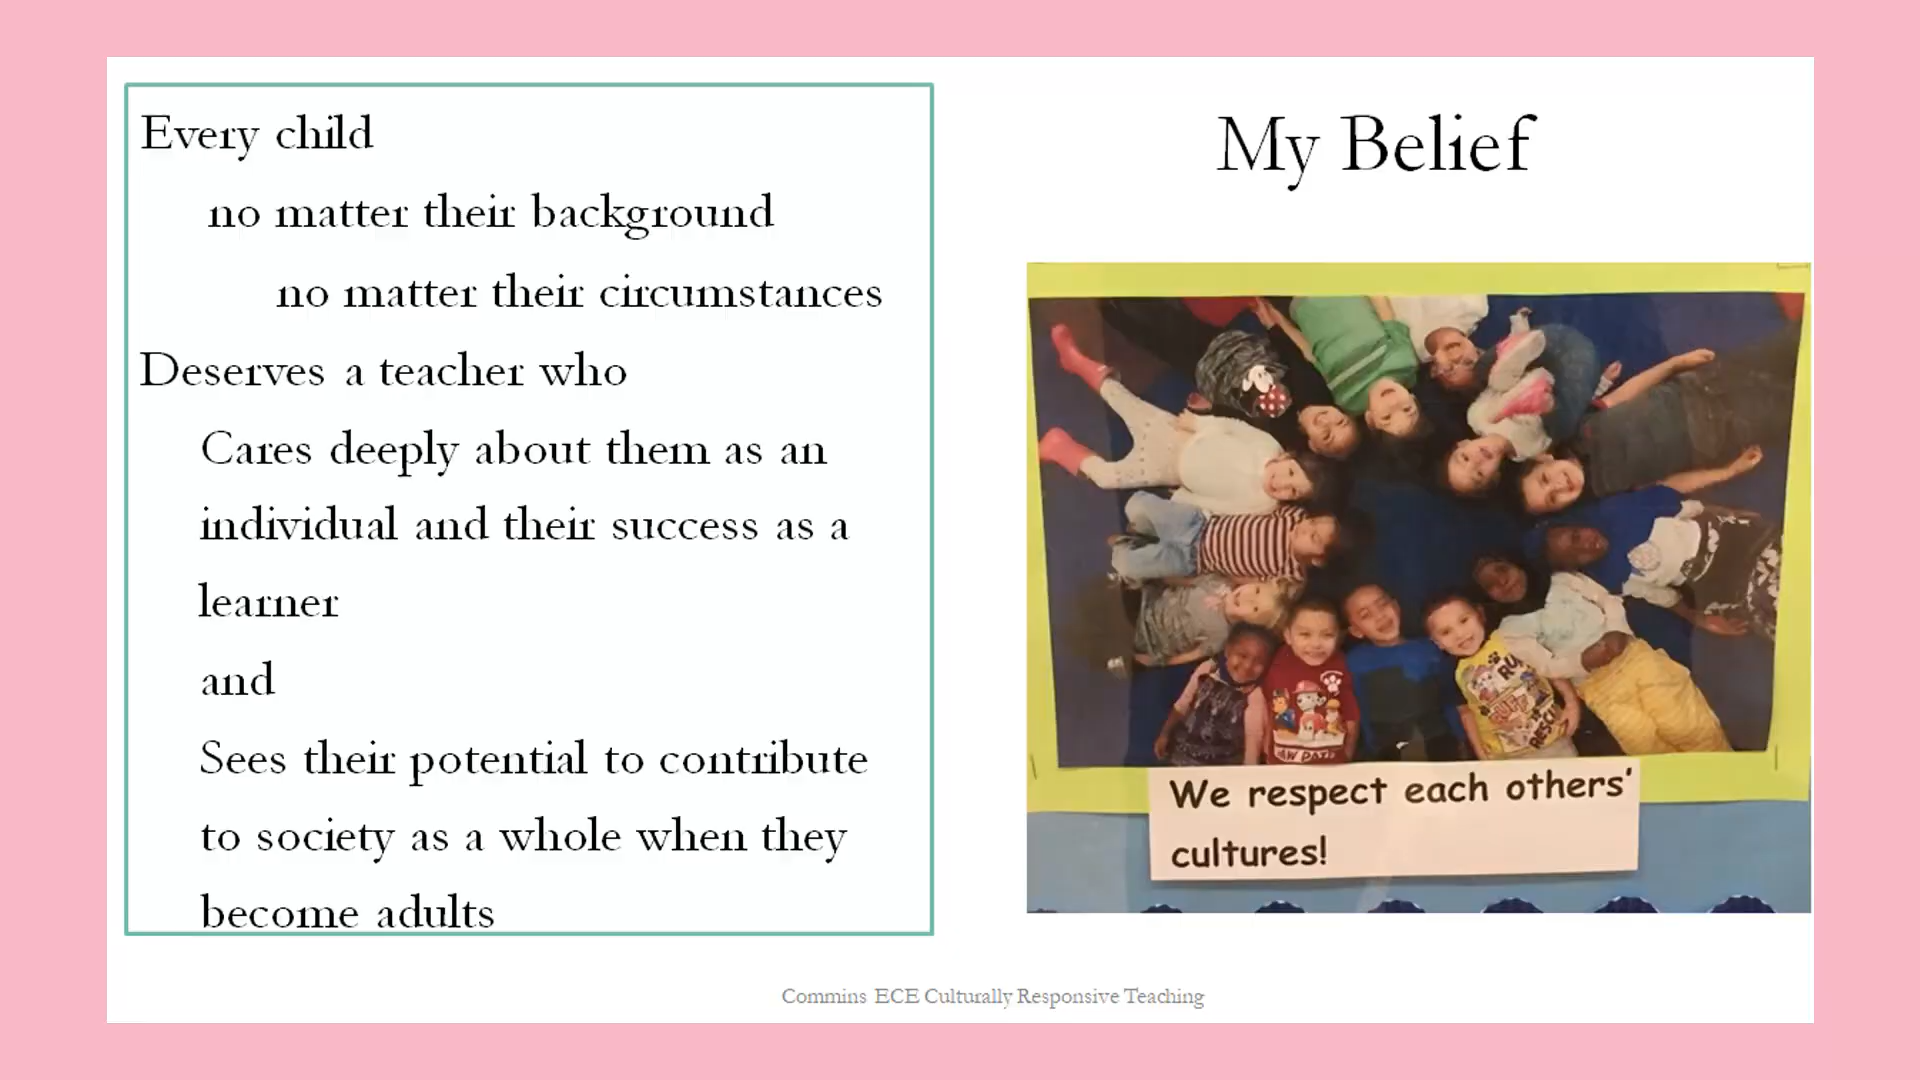 Every child
no matter their background
no matter their circumstances
Deserves a teacher who
Cares deeply about them as an
individual and their success as a
learner
and
Sees their potential to contribute
to society as a whole when they
become adults
My Belief
We respect each others'
cultures!
Commins ECE Culturally Responsive Teaching